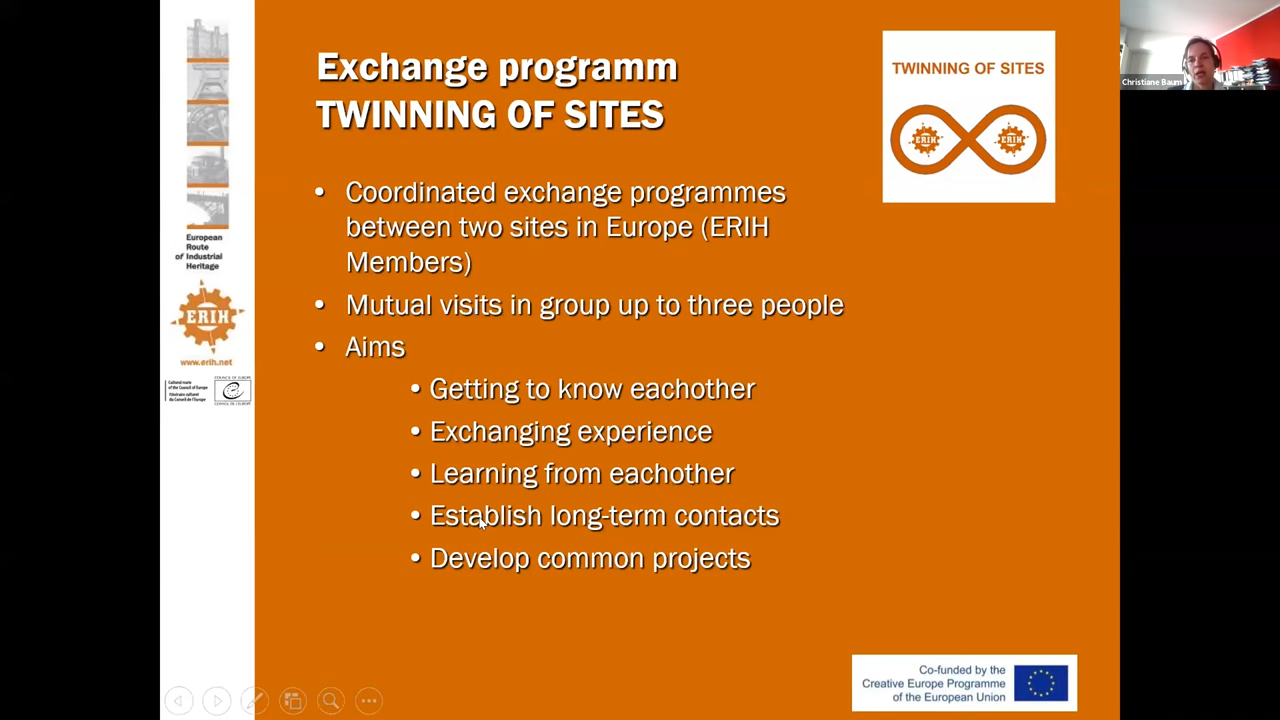 Exchange programm
TWINNING OF SITES
TWINNING OF SITES
ERIH
ERIH
Christiane Baum
• Coordinated exchange programmes
between two sites in Europe (ERIH
Members)
• Mutual visits in group up to three people
• Aims
• Getting to know eachother
• Exchanging experience
• Learning from eachother
• Establish long-term contacts
• Develop common projects
European
Route
of Industrial
Heritage
ERIH
www.erih.net
Cultural route
of the Council of Europe
Itinéraire culturel
du Conseil de l'Europe
COUNCIL OF EUROPE
CONSEIL DE L'EUROPE
Co-funded by the
Creative Europe Programme
of the European Union